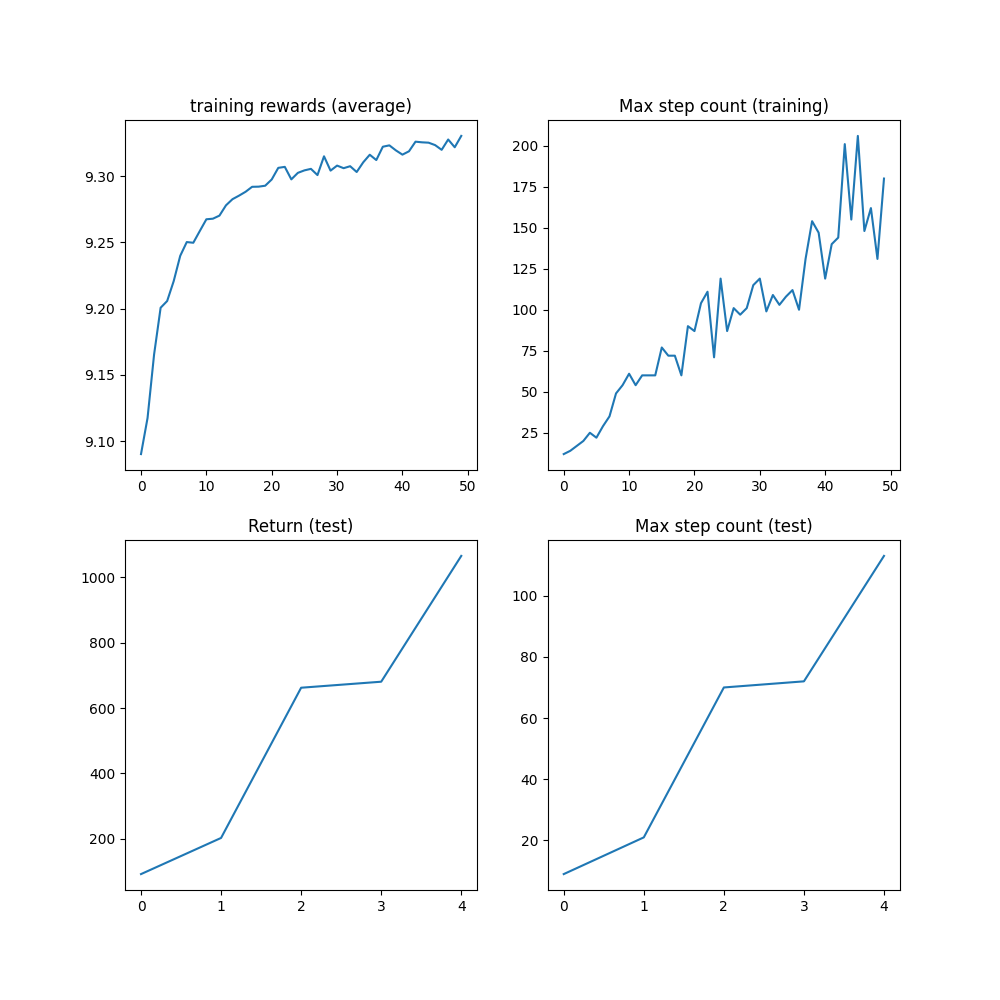 training rewards (average)
9.30
9.25
9.20
9.15
9.10
0 10 20 30 40 50
Max step count (training)
200
175
150
125
100
75
50
25
0 10 20 30 40 50
Return (test)
1000
800
600
400
200
0 1 2 3 4
Max step count (test)
100
80
60
40
20
0 1 2 3 4